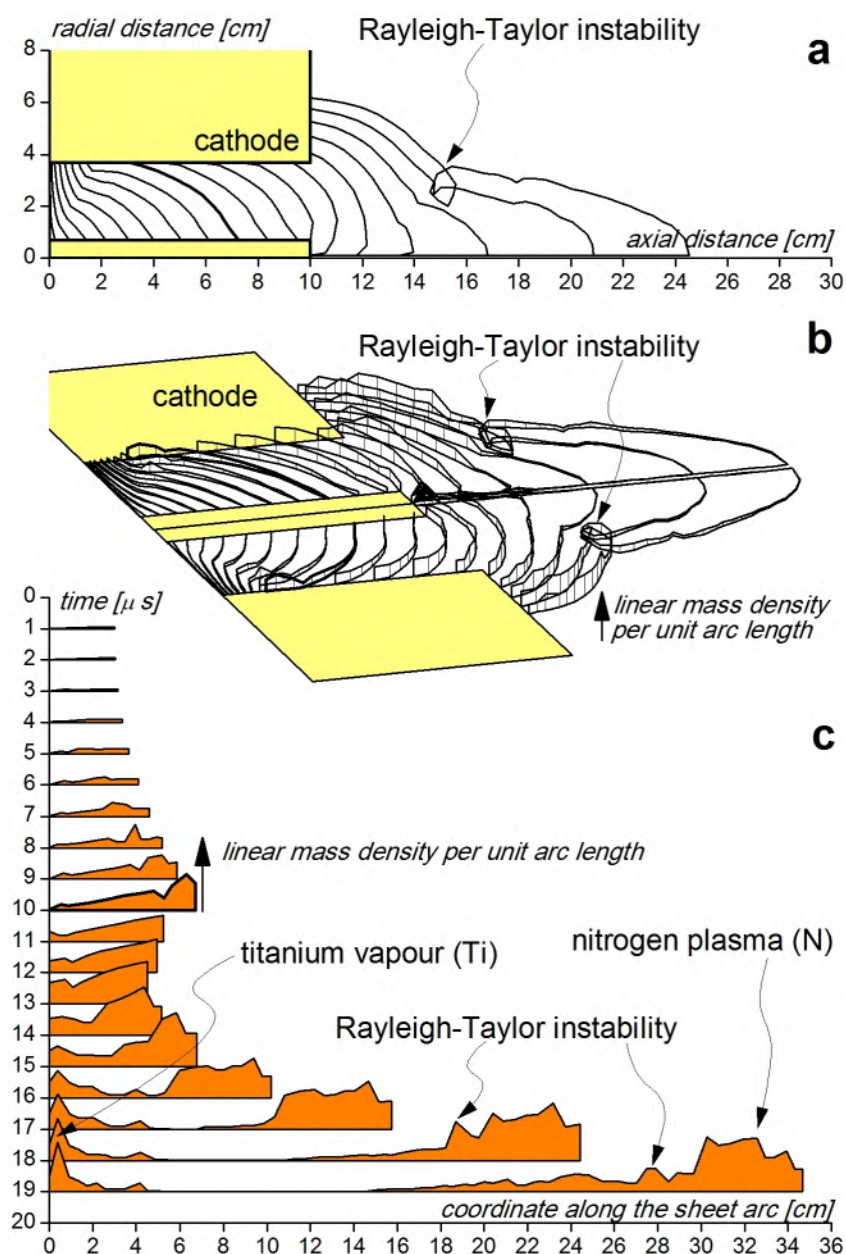 radial distance [cm]
Rayleigh-Taylor instability
a
8
6
4
2
0
cathode
axial distance [cm]
0 2 4 6 8 10 12 14 16 18 20 22 24 26 28 30
b
Rayleigh-Taylor instability
cathode
linear mass density
per unit arc length
time [μ s]
c
0
1
2
3
4
5
6
7
8
9
10
11
12
13
14
15
16
17
18
19
20
linear mass density per unit arc length
titanium vapour (Ti)
nitrogen plasma (N)
Rayleigh-Taylor instability
coordinate along the sheet arc [cm]
0 2 4 6 8 10 12 14 16 18 20 22 24 26 28 30 32 34 36